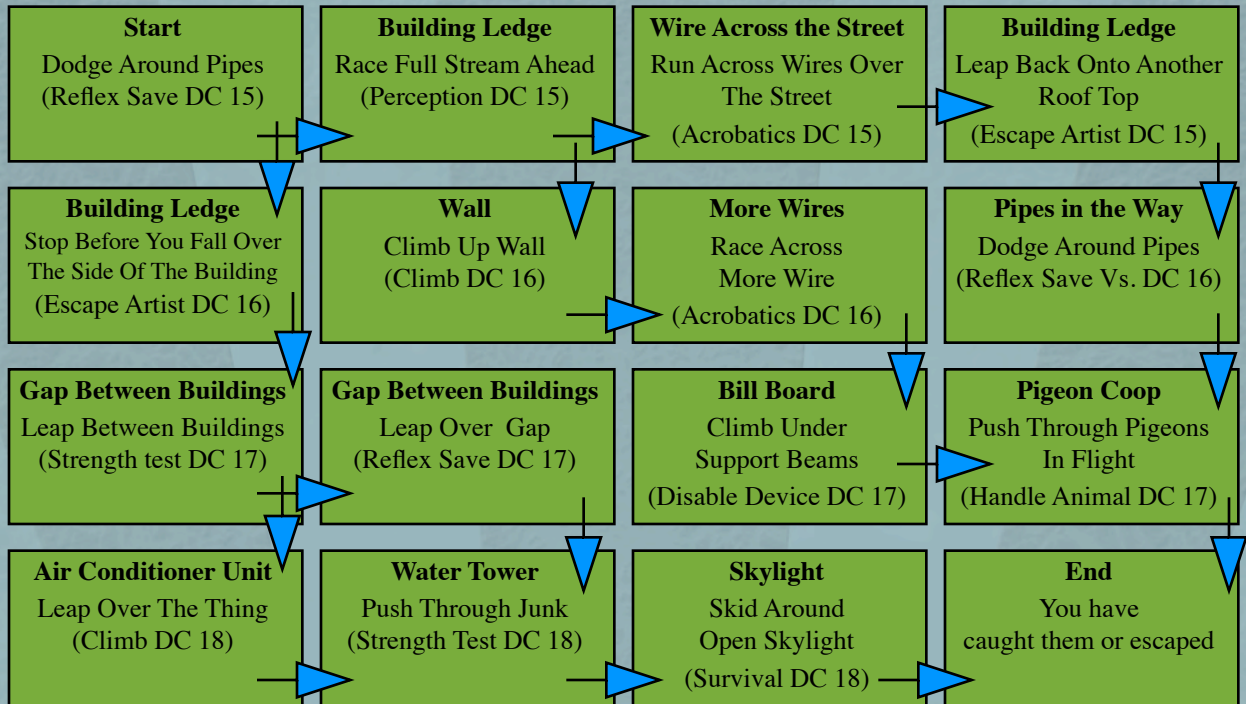 Start
Dodge Around Pipes
(Reflex Save DC 15)
Building Ledge
Race Full Stream Ahead
(Perception DC 15)
Wire Across the Street
Run Across Wires Over
The Street
(Acrobatics DC 15)
Building Ledge
Leap Back Onto Another
Roof Top
(Escape Artist DC 15)
Building Ledge
Stop Before You Fall Over
The Side Of The Building
(Escape Artist DC 16)
Wall
Climb Up Wall
(Climb DC 16)
More Wires
Race Across
More Wire
(Acrobatics DC 16)
Pipes in the Way
Dodge Around Pipes
(Reflex Save Vs. DC 16)
Gap Between Buildings
Leap Between Buildings
(Strength test DC 17)
Gap Between Buildings
Leap Over Gap
(Reflex Save DC 17)
Bill Board
Climb Under
Support Beams
(Disable Device DC 17)
Pigeon Coop
Push Through Pigeons
In Flight
(Handle Animal DC 17)
Air Conditioner Unit
Leap Over The Thing
(Climb DC 18)
Water Tower
Push Through Junk
(Strength Test DC 18)
Skylight
Skid Around
Open Skylight
(Survival DC 18)
End
You have
caught them or escaped